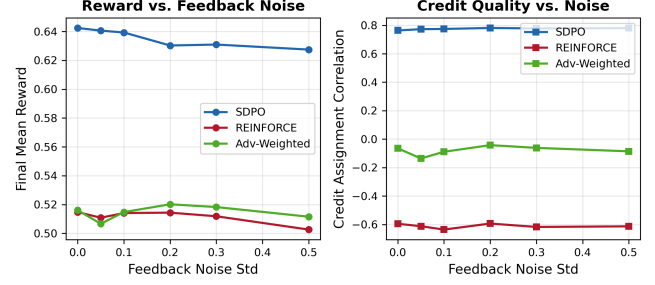 Reward vs. Feedback Noise
Final Mean Reward
0.64
0.62
0.60
0.58
0.56
0.54
0.52
0.50
SDPO
REINFORCE
Adv-Weighted
0.0 0.1 0.2 0.3 0.4 0.5
Feedback Noise Std
Credit Quality vs. Noise
Credit Assignment Correlation
0.8
0.6
0.4
0.2
0.0
−0.2
−0.4
−0.6
SDPO
REINFORCE
Adv-Weighted
0.0 0.1 0.2 0.3 0.4 0.5
Feedback Noise Std